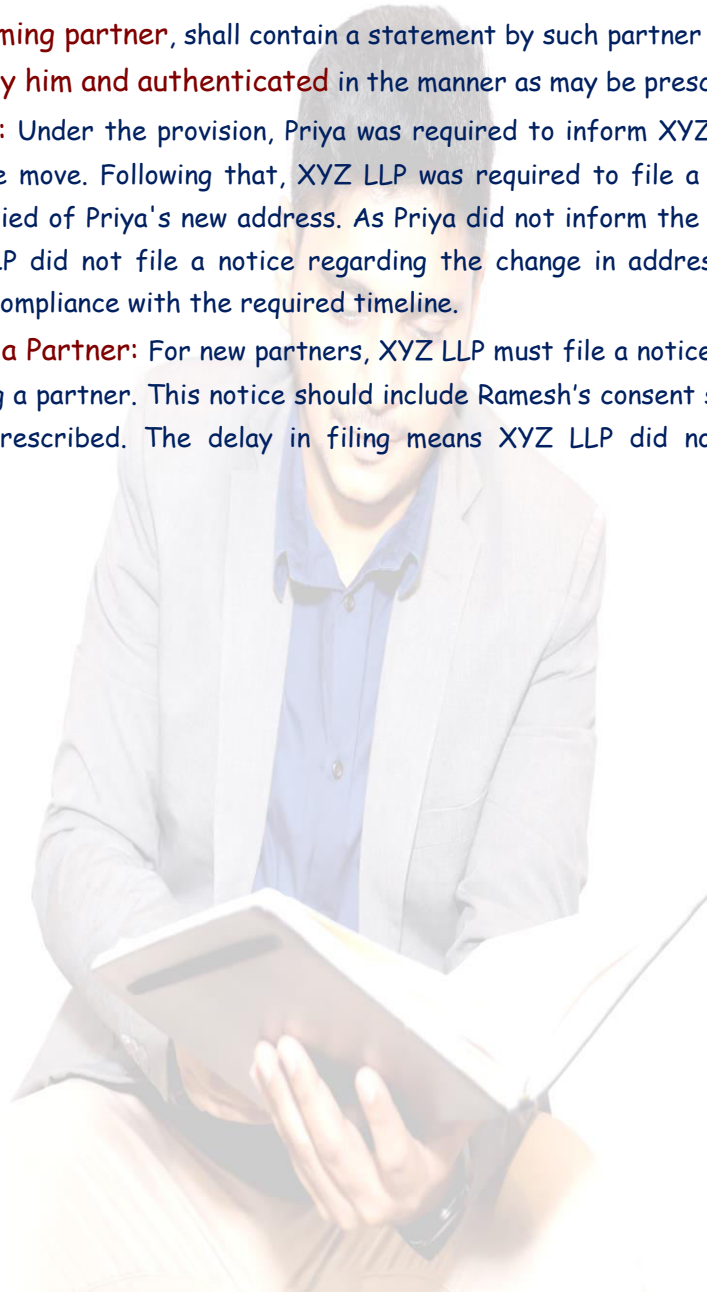 ming partner, shall contain a statement by such partner
y him and authenticated in the manner as may be presc
: Under the provision, Priya was required to inform XYZ
e move. Following that, XYZ LLP was required to file a
ied of Priya's new address. As Priya did not inform the
LP did not file a notice regarding the change in addres
ompliance with the required timeline.
a Partner: For new partners, XYZ LLP must file a notice
g a partner. This notice should include Ramesh's consent s
rescribed. The delay in filing means XYZ LLP did no